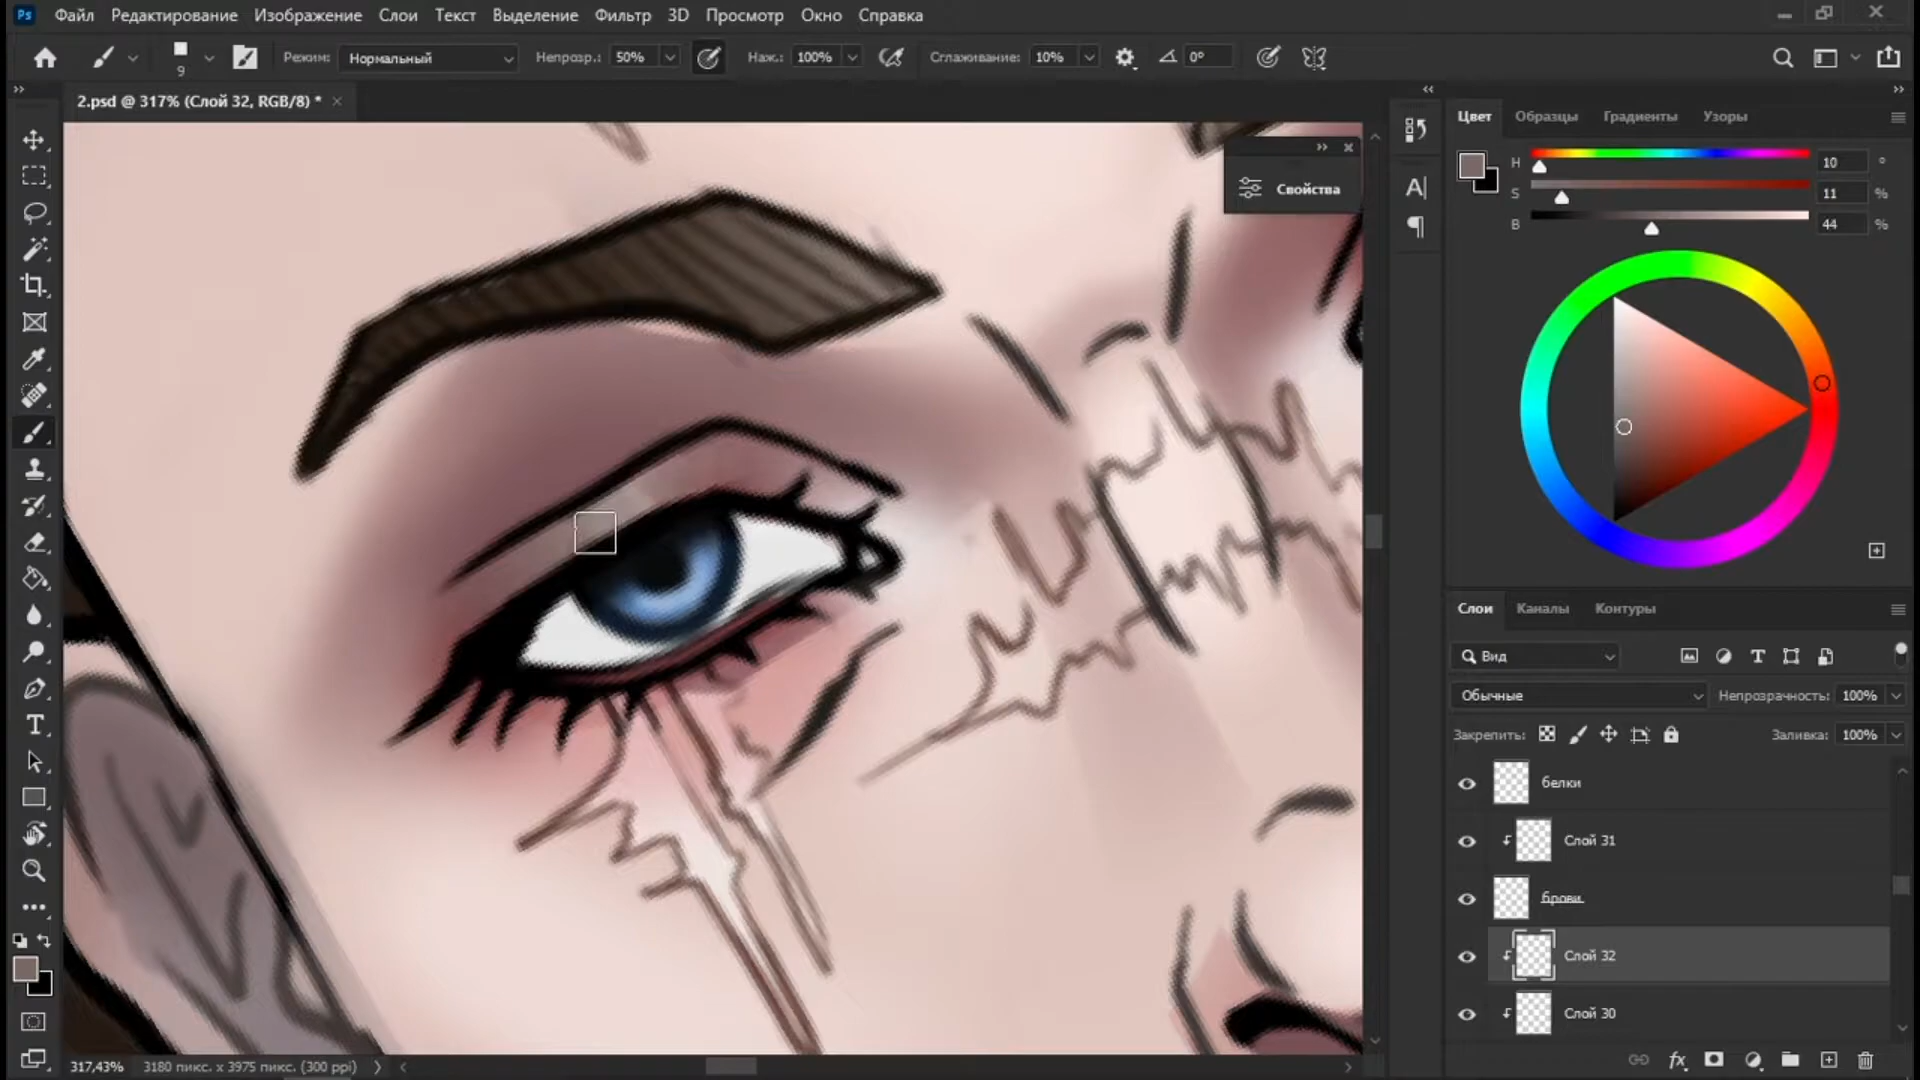 Ps Файл Редактирование Изображение Слои Текст Выделение Фильтр 3D Просмотр Окно Справка
9 Режим: Нормальный Непрозр.: 50% Наж.: 100% Сглаживание: 10% 0°
2.psd @ 317% (Слой 32, RGB/8) *
Свойства
Цвет Образцы Градиенты Узоры
H 10 °
S 11 %
B 44 %
Слои Каналы Контуры
Вид
Обычные Непрозрачность: 100%
Закрепить: Заливка: 100%
белки
Слой 31
брови
Слой 32
Слой 30
317,43% 3180 пикс. x 3975 пикс. (300 ppi)